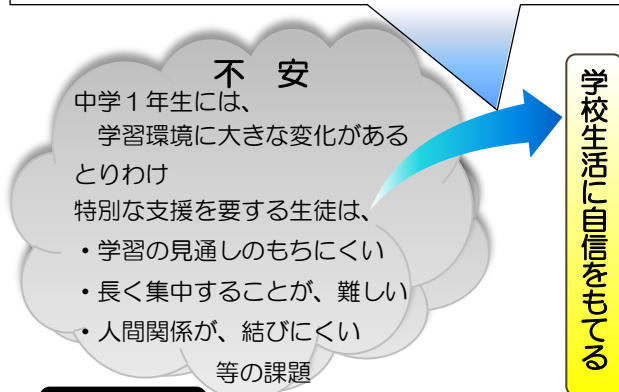 不 安
中学１年生には、
学習環境に大きな変化がある
とりわけ
特別な支援を要する生徒は、
・学習の見通しのもちにくい
・長く集中することが、難しい
・人間関係が、結びにくい
等の課題
学校生活に自信をもてる